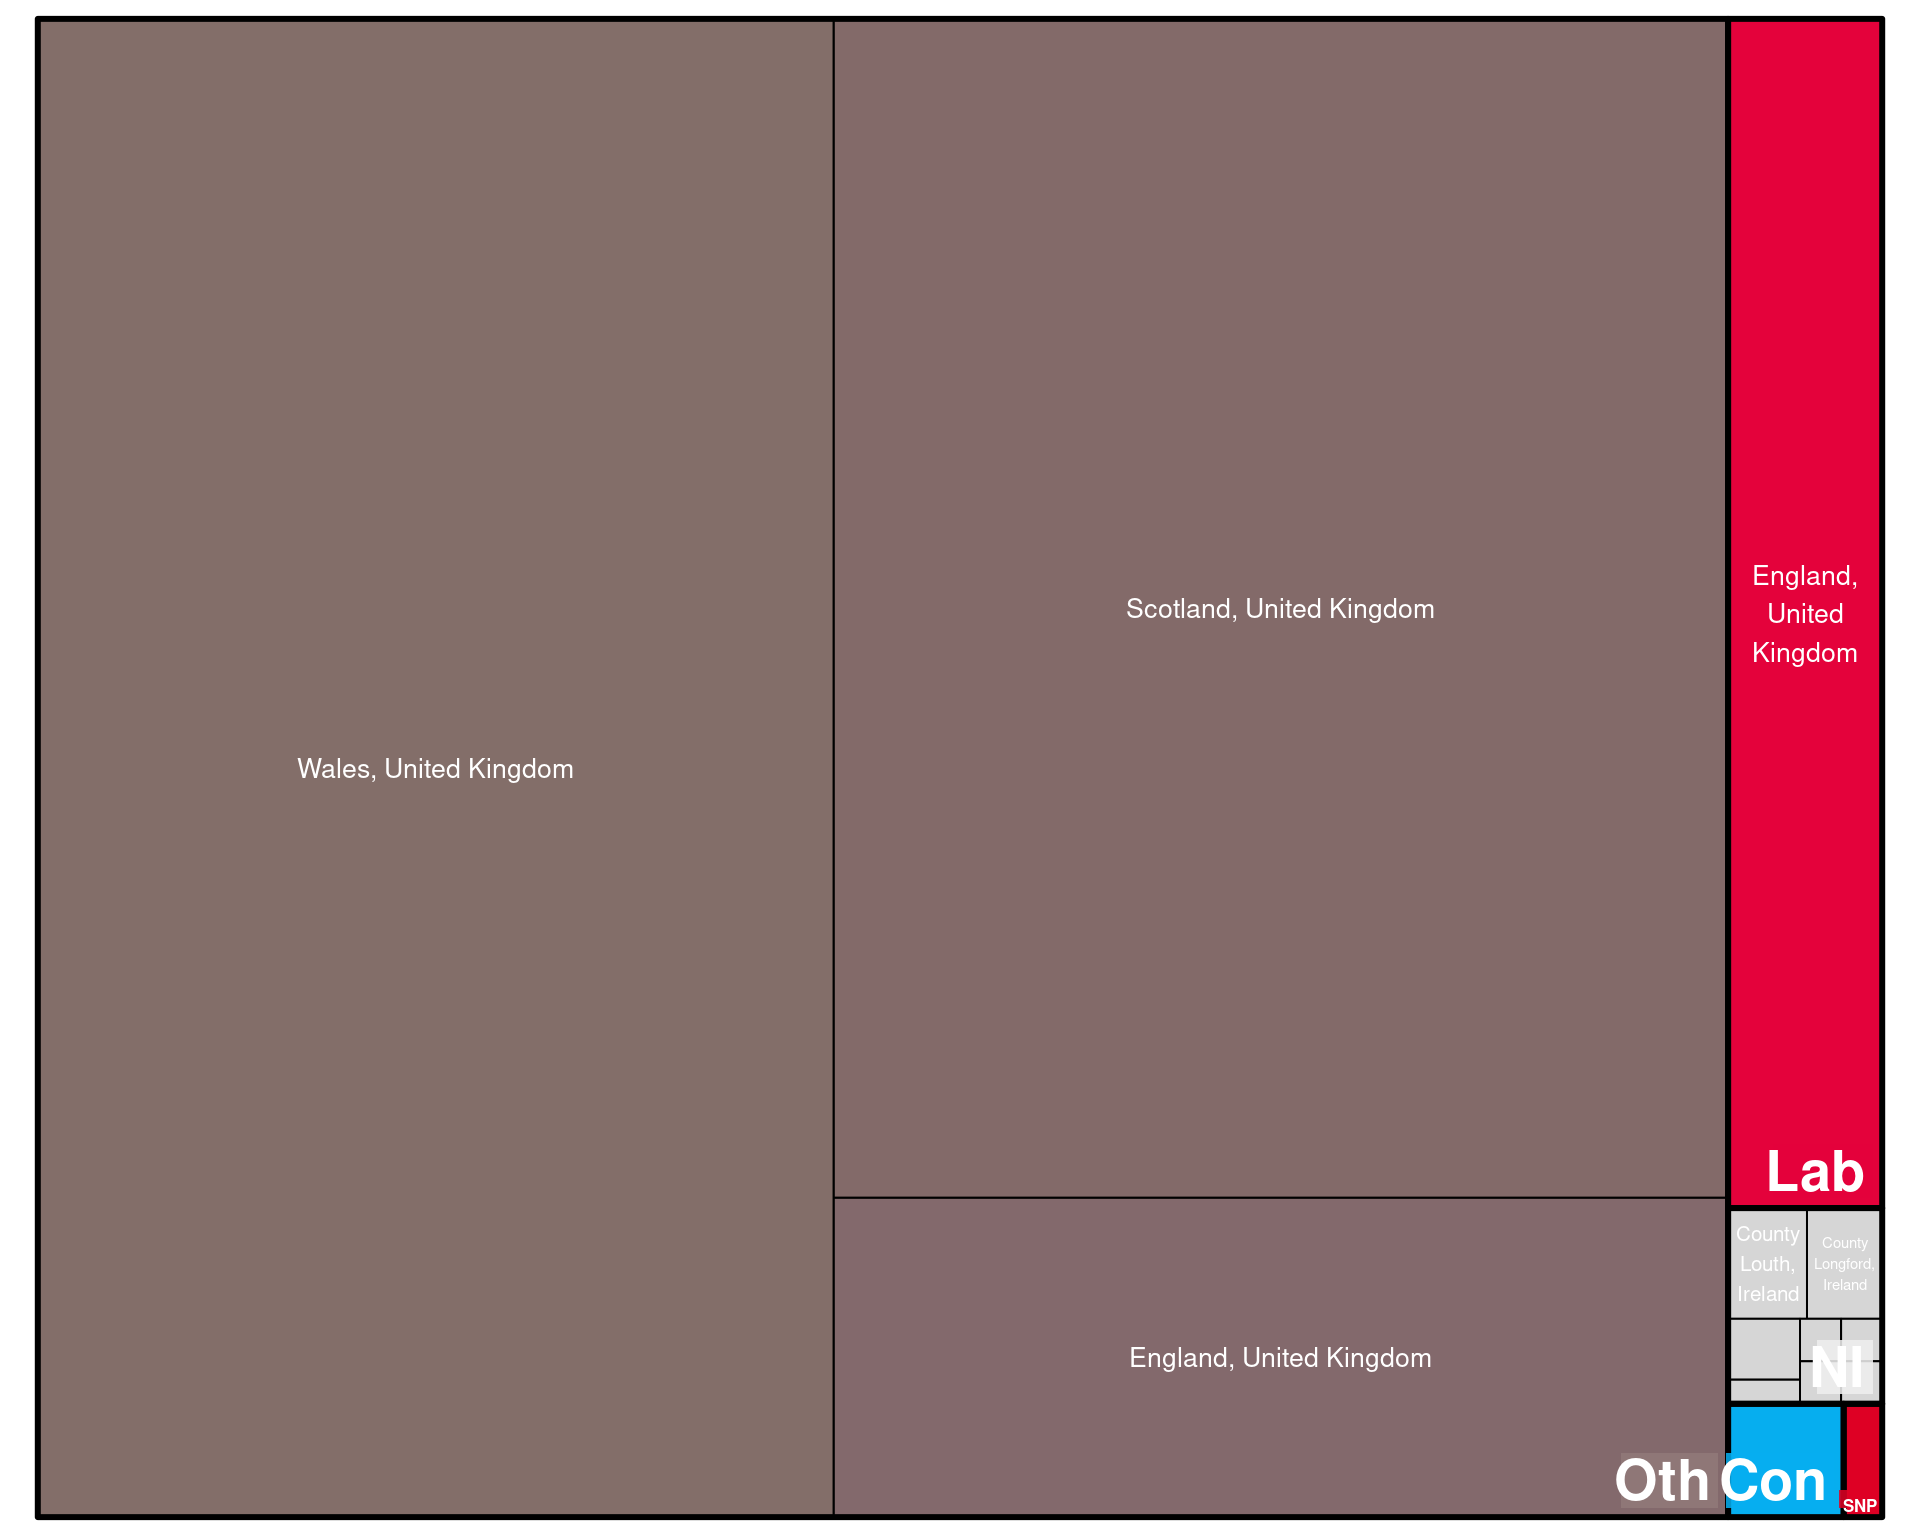 Wales, United Kingdom
Scotland, United Kingdom
England, United Kingdom
Oth
England,
United
Kingdom
Lab
County
Louth,
Ireland
County
Longford,
Ireland
NI
Con
SNP